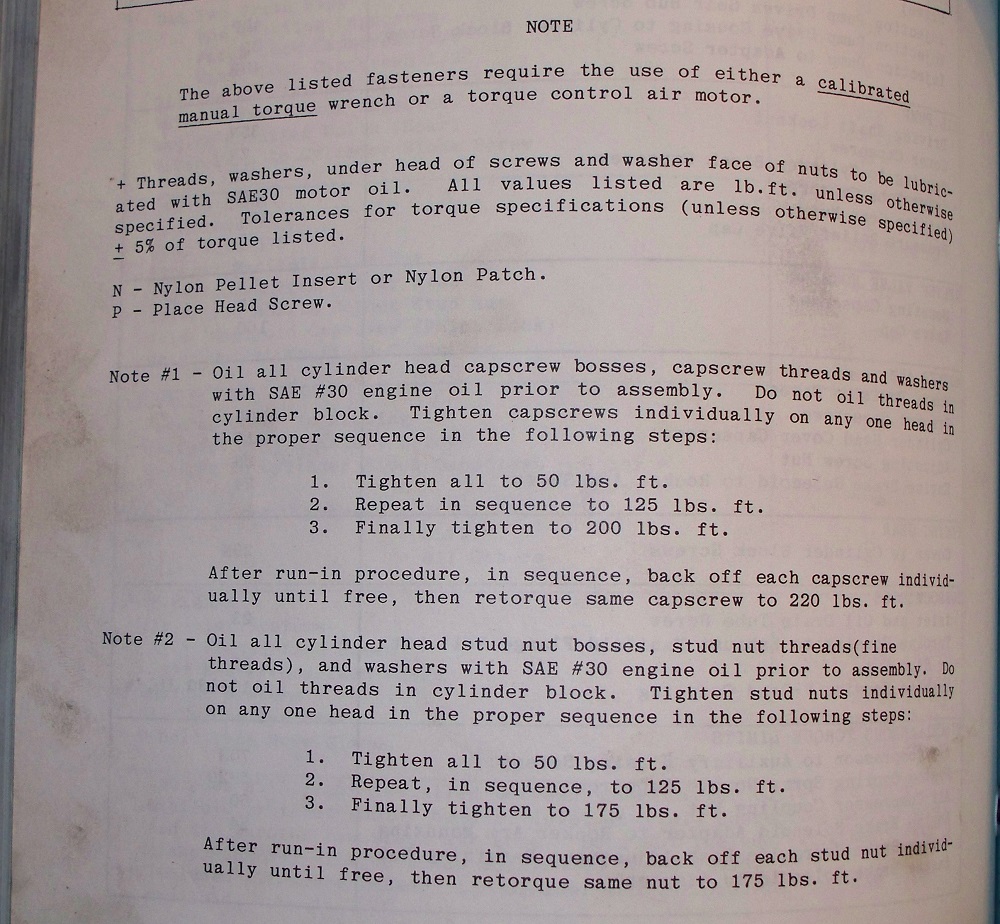 NOTE
The above listed fasteners require the use of either a calibrated
manual torque wrench or a torque control air motor.
+ Threads, washers, under head of screws and washer face of nuts to be lubric-
ated with SAE30 motor oil. All values listed are lb.ft. unless otherwise
specified. Tolerances for torque specifications (unless otherwise specified)
± 5% of torque listed.
N - Nylon Pellet Insert or Nylon Patch.
P - Place Head Screw.
Note #1 - Oil all cylinder head capscrew bosses, capscrew threads and washers
with SAE #30 engine oil prior to assembly. Do not oil threads in
cylinder block. Tighten capscrews individually on any one head in
the proper sequence in the following steps:
1. Tighten all to 50 lbs. ft.
2. Repeat in sequence to 125 lbs. ft.
3. Finally tighten to 200 lbs. ft.
After run-in procedure, in sequence, back off each capscrew individ-
ually until free, then retorque same capscrew to 220 lbs. ft.
Note #2 - Oil all cylinder head stud nut bosses, stud nut threads(fine
threads), and washers with SAE #30 engine oil prior to assembly. Do
not oil threads in cylinder block. Tighten stud nuts individually
on any one head in the proper sequence in the following steps:
1. Tighten all to 50 lbs. ft.
2. Repeat, in sequence, to 125 lbs. ft.
3. Finally tighten to 175 lbs. ft.
After run-in procedure, in sequence, back off each stud nut individ-
ually until free, then retorque same nut to 175 lbs. ft.